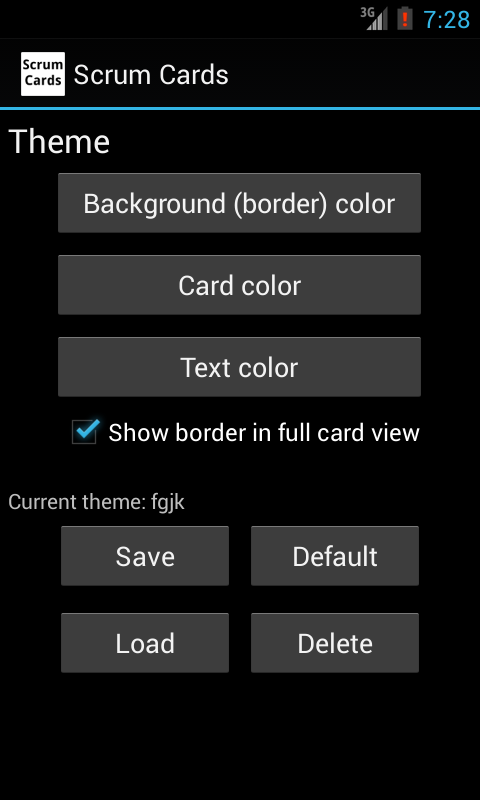 3G 7:28
Scrum
Cards
Scrum Cards
Theme
Background (border) color
Card color
Text color
Show border in full card view
Current theme: fgjk
Save Default
Load Delete